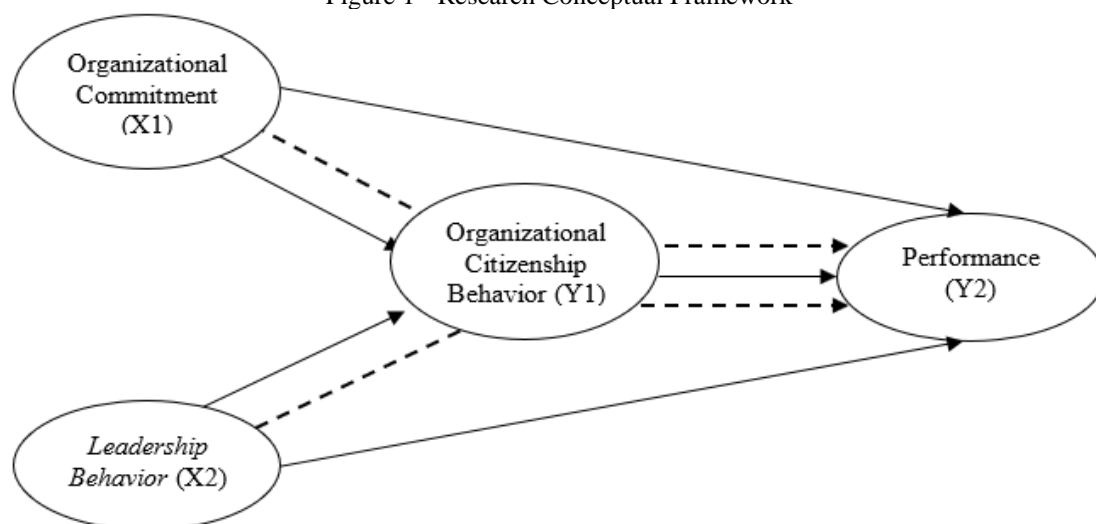 Figure 1 - Research Conceptual Framework
Organizational
Commitment
(X1)
Organizational
Citizenship
Behavior (Y1)
Performance
(Y2)
Leadership
Behavior (X2)